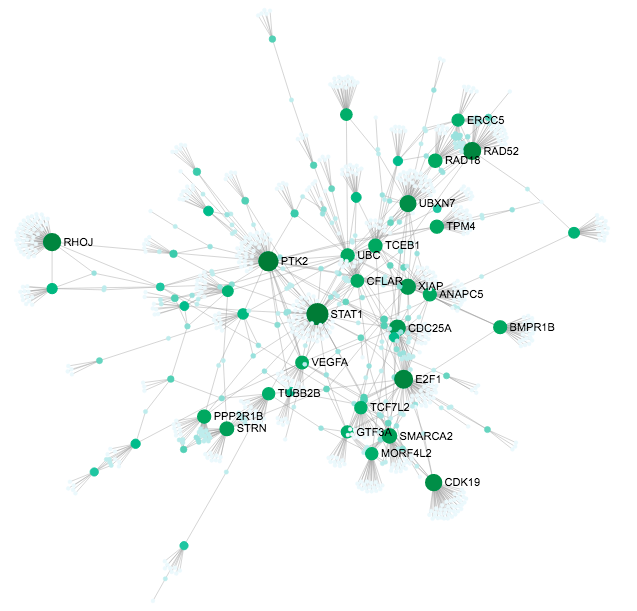 ERCC5
RAD52
RAD18
UBXN7
TPM4
RHOJ
TCEB1
UBC
PTK2
CFLAR
XIAP
ANAPC5
STAT1
CDC25A
BMPR1B
VEGFA
E2F1
TUBB2B
TCF7L2
PPP2R1B
STRN
GTF3A
SMARCA2
MORF4L2
CDK19